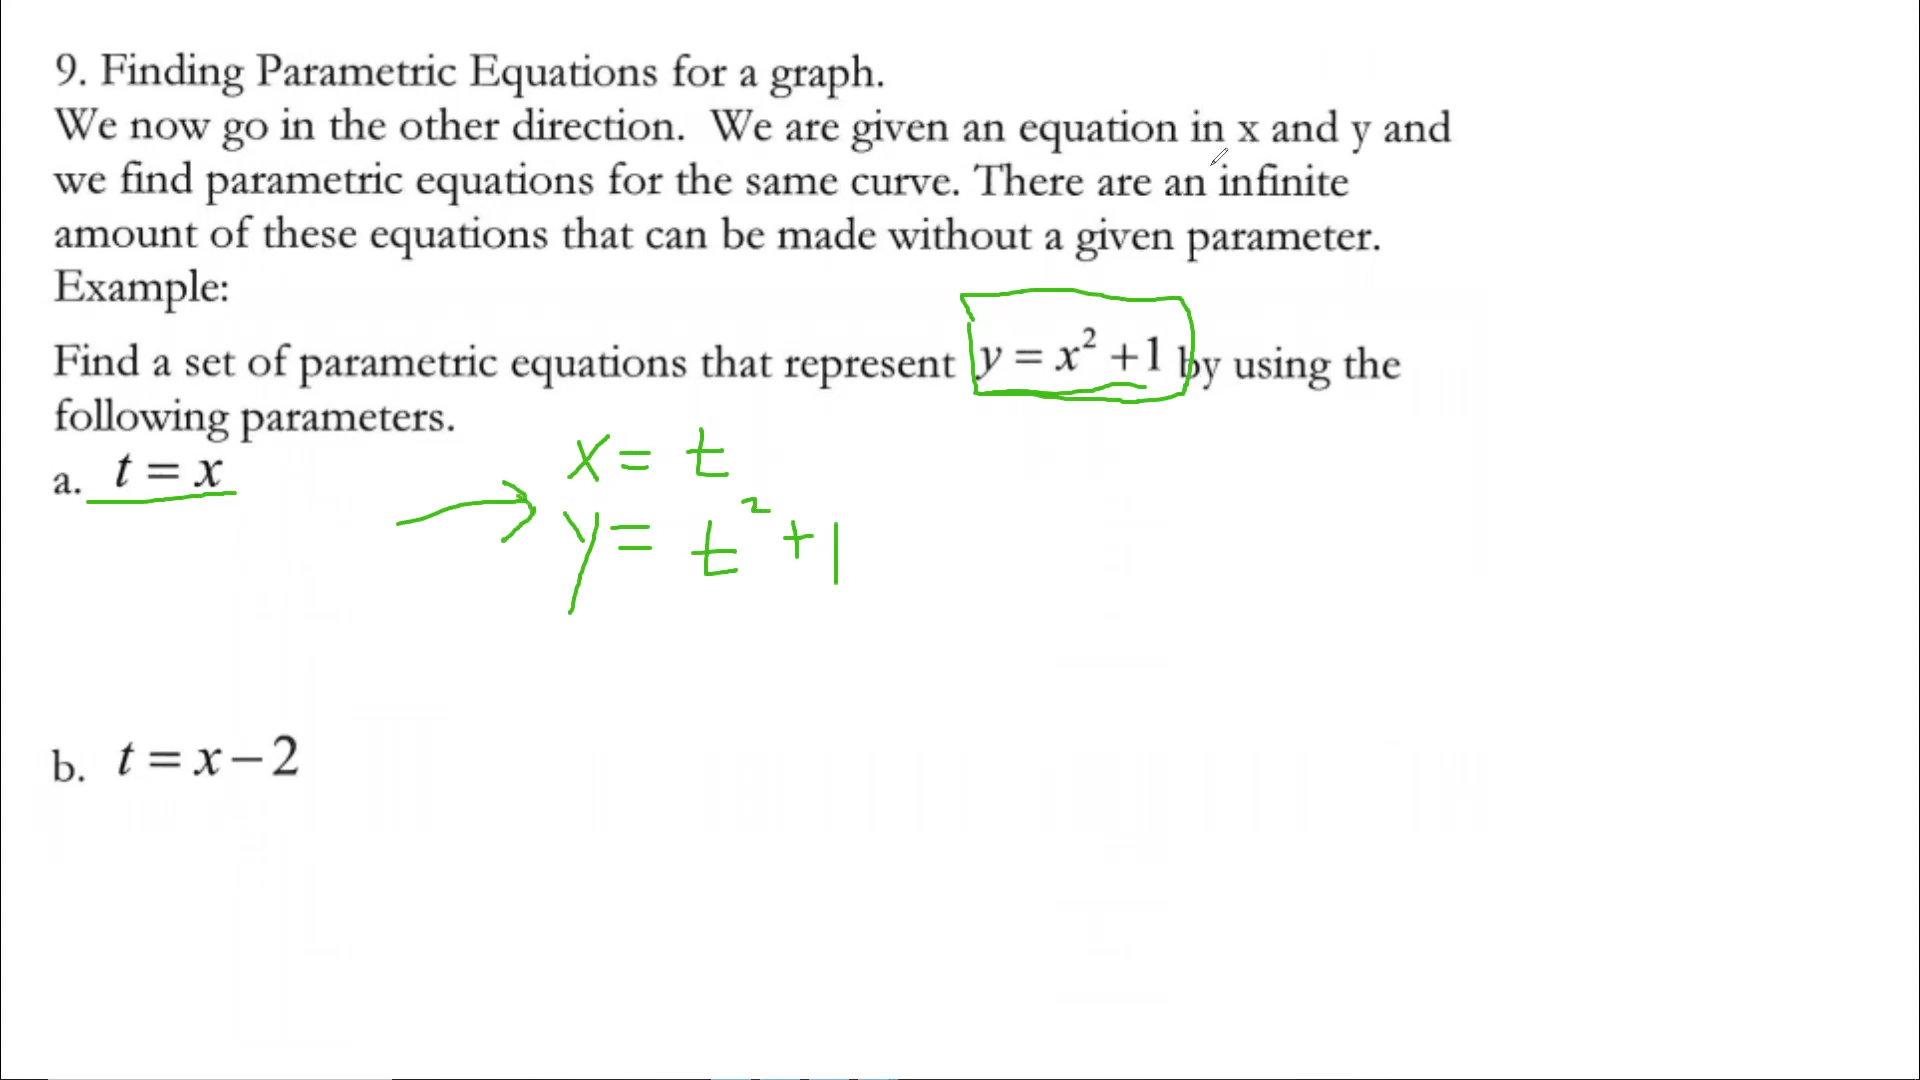 9. Finding Parametric Equations for a graph.
We now go in the other direction.  We are given an equation in x and y and
we find parametric equations for the same curve. There are an infinite
amount of these equations that can be made without a given parameter.
Example:
Find a set of parametric equations that represent y = x² + 1 by using the
following parameters.
a. t = x
x = t
y = t² + 1
b. t = x − 2